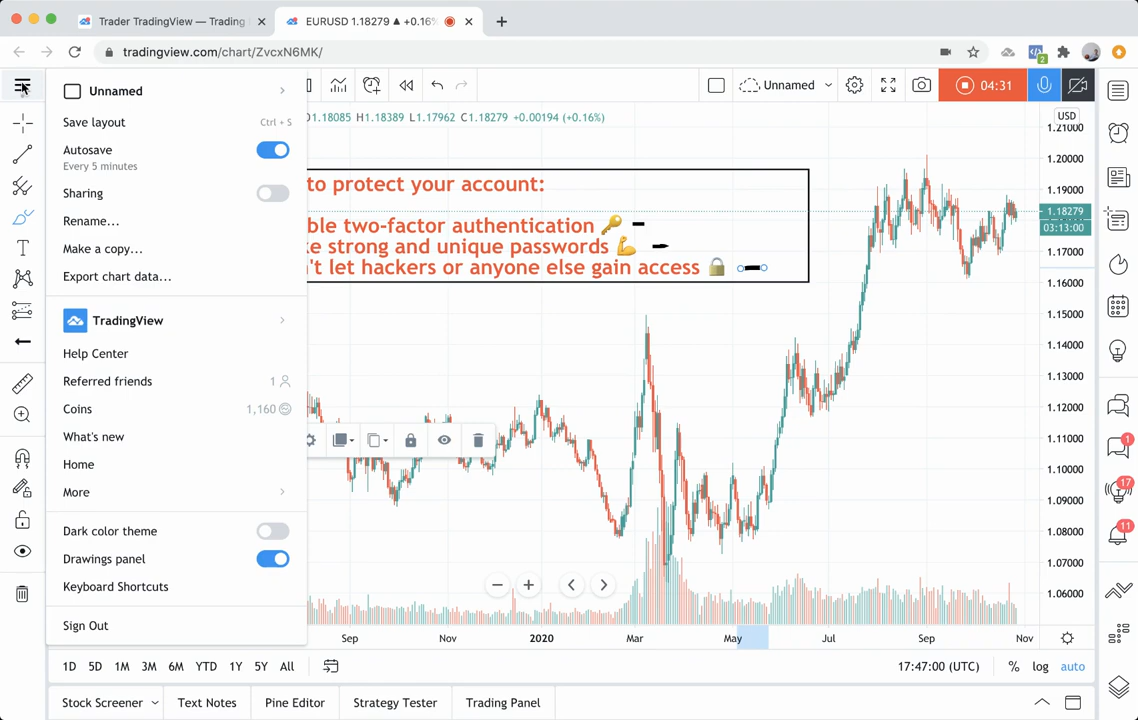 Trader TradingView — Trading
EURUSD 1.18279 ▲ +0.16%
tradingview.com/chart/ZvcxN6MK/
2
Unnamed
Unnamed
04:31
Save layout
Ctrl + S
1.18085 H1.18389 L1.17962 C1.18279 +0.00194 (+0.16%)
USD
1.21000
Autosave
Every 5 minutes
1.20000
Sharing
to protect your account:
1.19000
Rename...
ble two-factor authentication 🔑
1.18279
03:13:00
Make a copy...
ke strong and unique passwords 💪
1.17000
Export chart data...
't let hackers or anyone else gain access 🔒
1.16000
TradingView
1.15000
Help Center
1.14000
Referred friends
1
1.13000
Coins
1,160
1.12000
What's new
1.11000
1
Home
1.10000
17
More
1.09000
11
Dark color theme
1.08000
Drawings panel
1.07000
Keyboard Shortcuts
1.06000
Sign Out
Sep Nov 2020 Mar May Jul Sep Nov
1D 5D 1M 3M 6M YTD 1Y 5Y All
17:47:00 (UTC) % log auto
Stock Screener Text Notes Pine Editor Strategy Tester Trading Panel